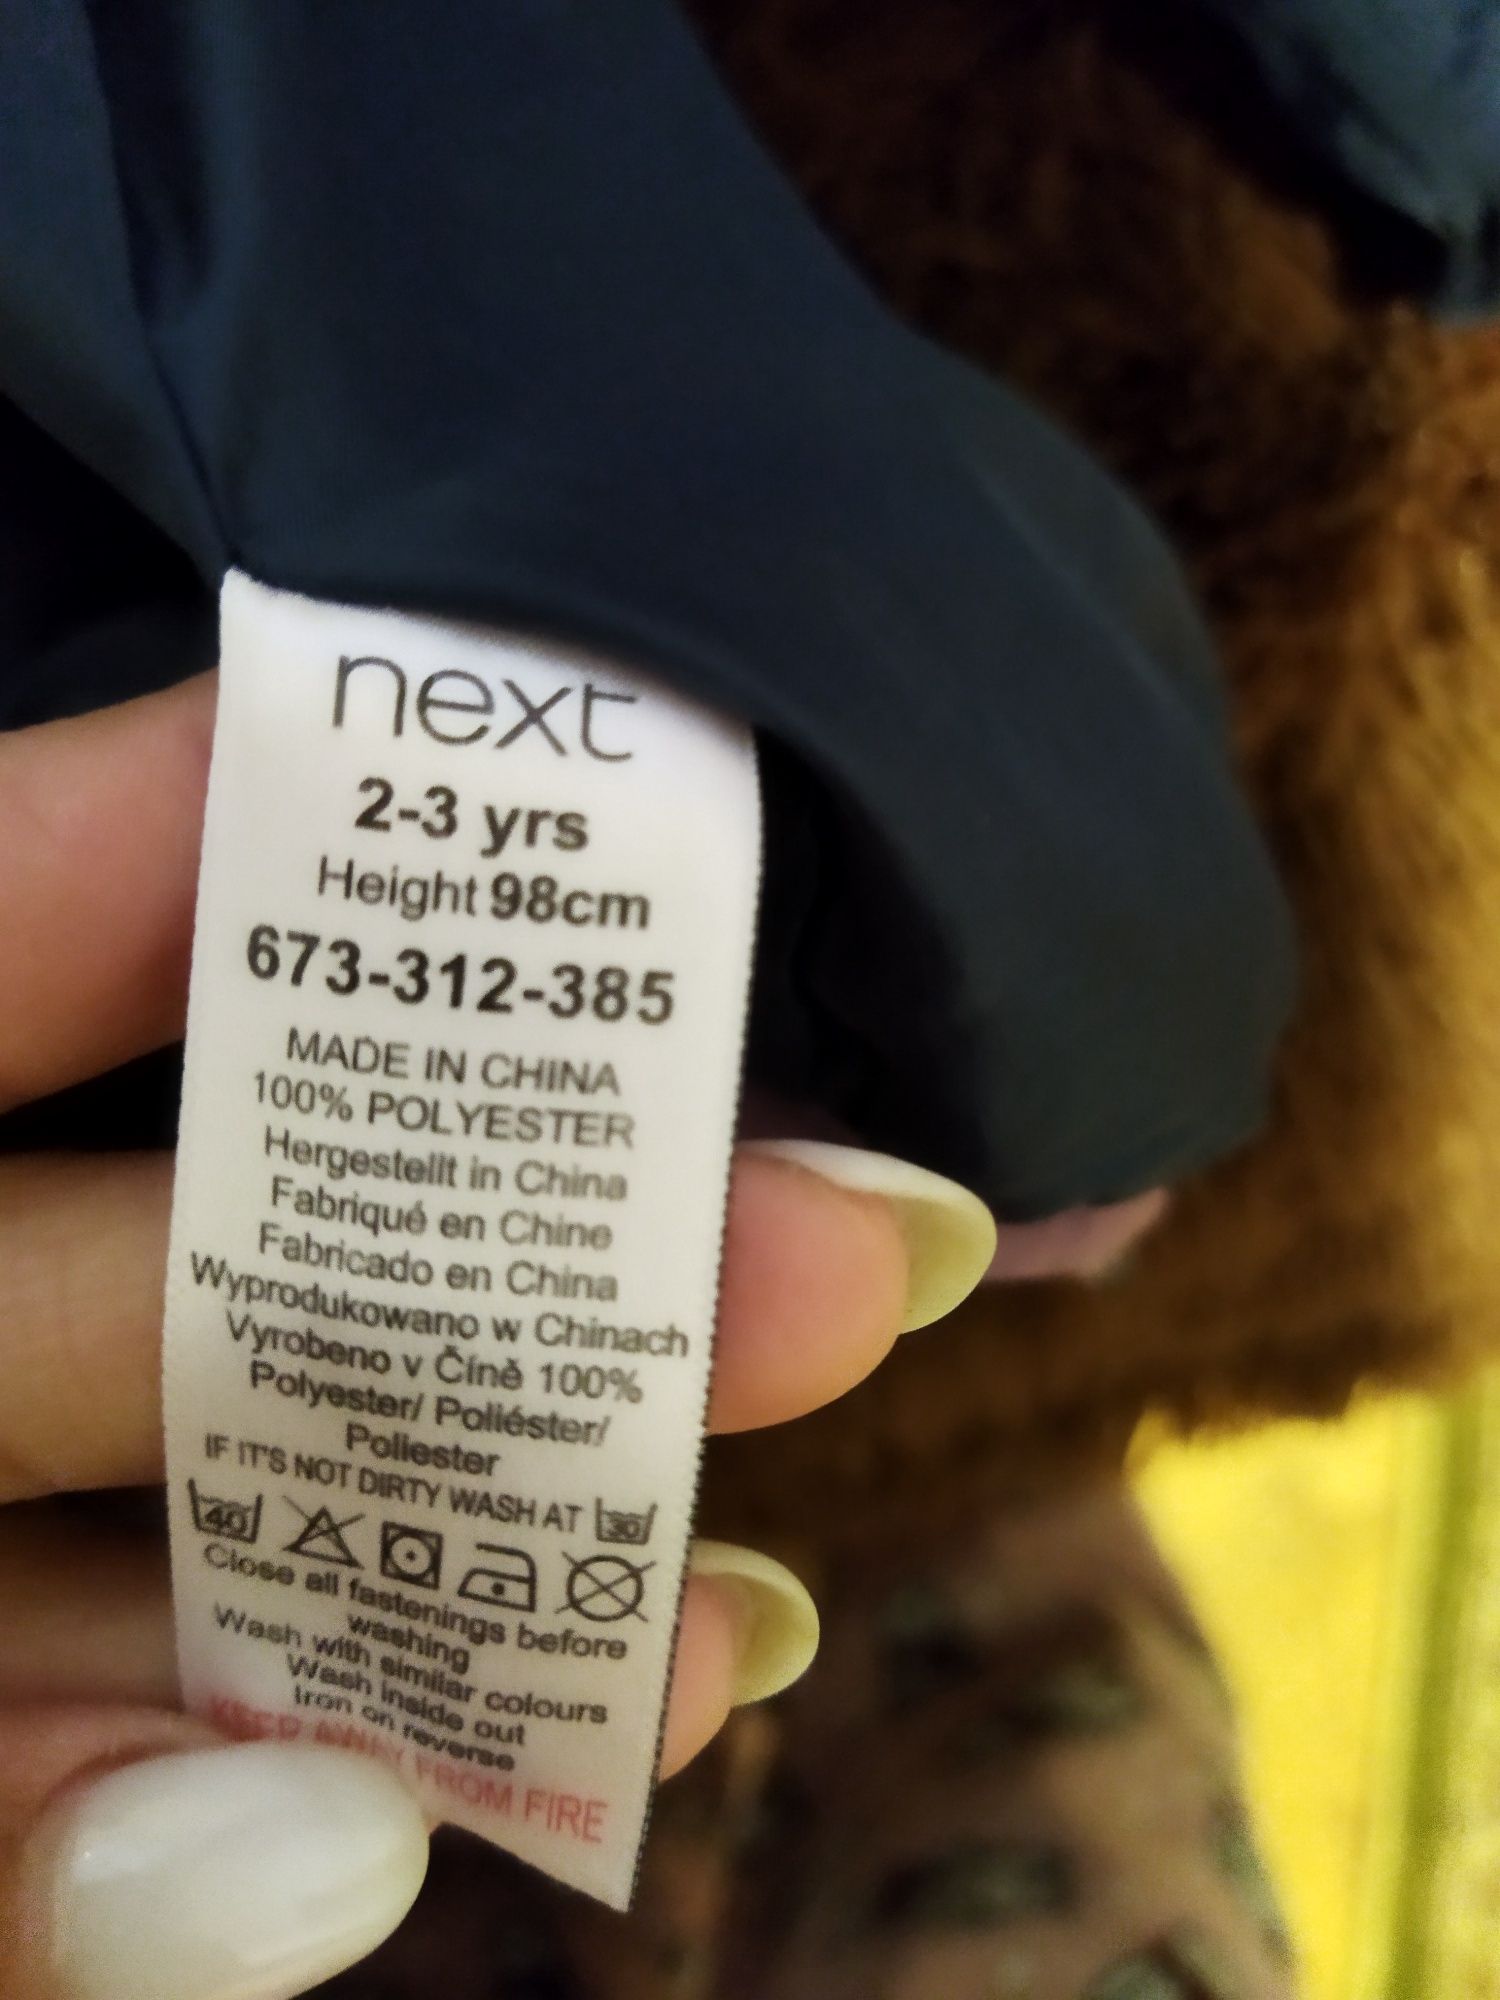 next
2-3 yrs
Height 98cm
673-312-385
MADE IN CHINA
100% POLYESTER
Hergestellt in China
Fabriqué en Chine
Fabricado en China
Wyprodukowano w Chinach
Vyrobeno v Číně 100%
Polyester/ Poliéster/
Poliester
IF IT'S NOT DIRTY WASH AT 30
40
Close all fastenings before
washing
Wash with similar colours
Wash inside out
Iron on reverse
KEEP AWAY FROM FIRE